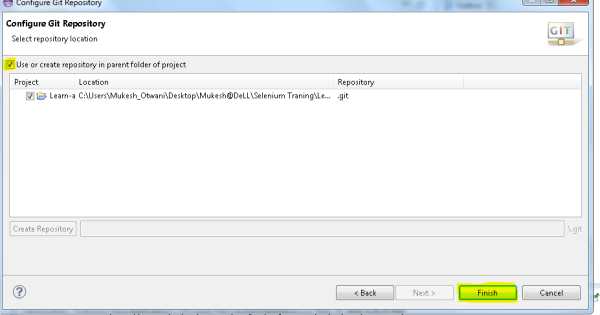 Configure Git Repository
Configure Git Repository
Select repository location
GIT
Use or create repository in parent folder of project
Project Location Repository
Learn-a C:\Users\Mukesh_Otwani\Desktop\Mukesh@DeLL\Selenium Traning\Le... .git
Create Repository \.git
? < Back Next > Finish Cancel